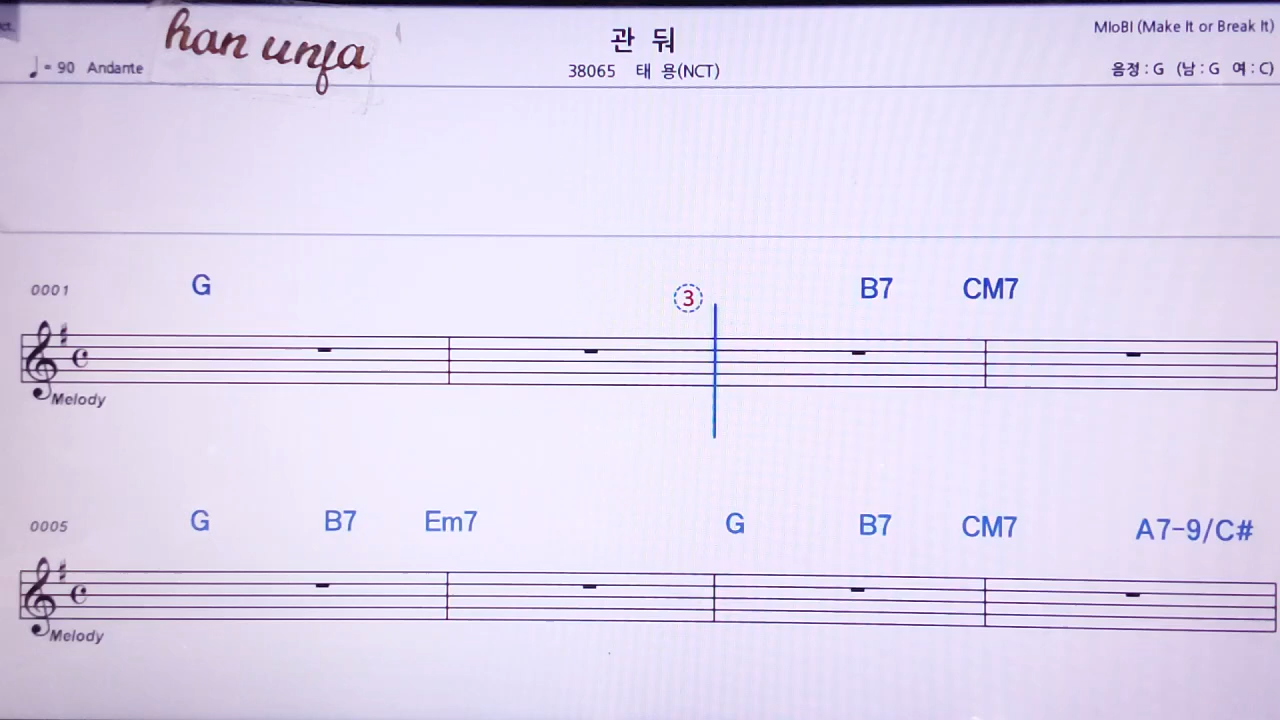 han unfa
관 둬
MIoBI (Make It or Break It)
♩= 90 Andante
38065 태 용(NCT)
음정 : G (남 : G 여 : C)
0001 G ③ B7 CM7
Melody
0005 G B7 Em7 G B7 CM7 A7-9/C#
Melody